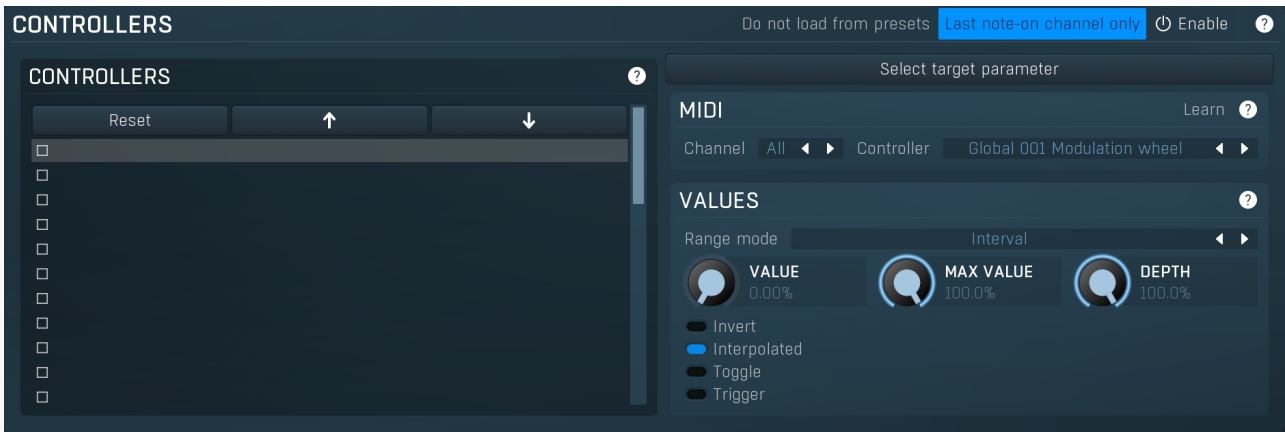 CONTROLLERS Do not load from presets Last note-on channel only Enable ?
CONTROLLERS ?
Reset
Select target parameter
MIDI Learn ?
Channel All Controller Global 001 Modulation wheel
VALUES ?
Range mode Interval
VALUE 0.00%
MAX VALUE 100.0%
DEPTH 100.0%
Invert
Interpolated
Toggle
Trigger